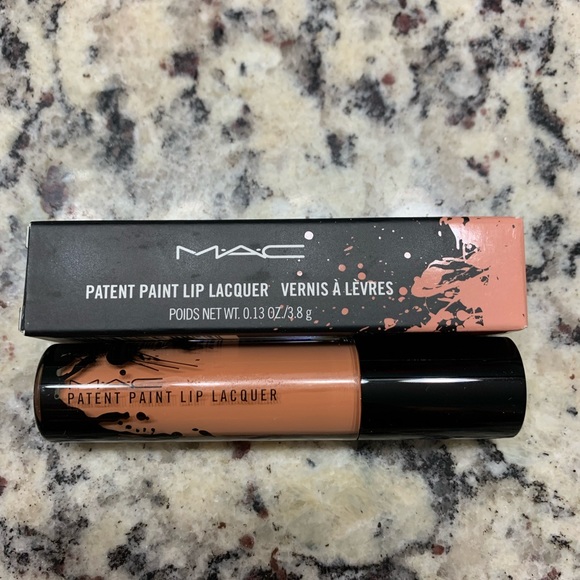 M·A·C
PATENT PAINT LIP LACQUER VERNIS À LÈVRES
POIDS NET WT. 0.13 OZ./3.8 g
M·A·C
PATENT PAINT LIP LACQUER